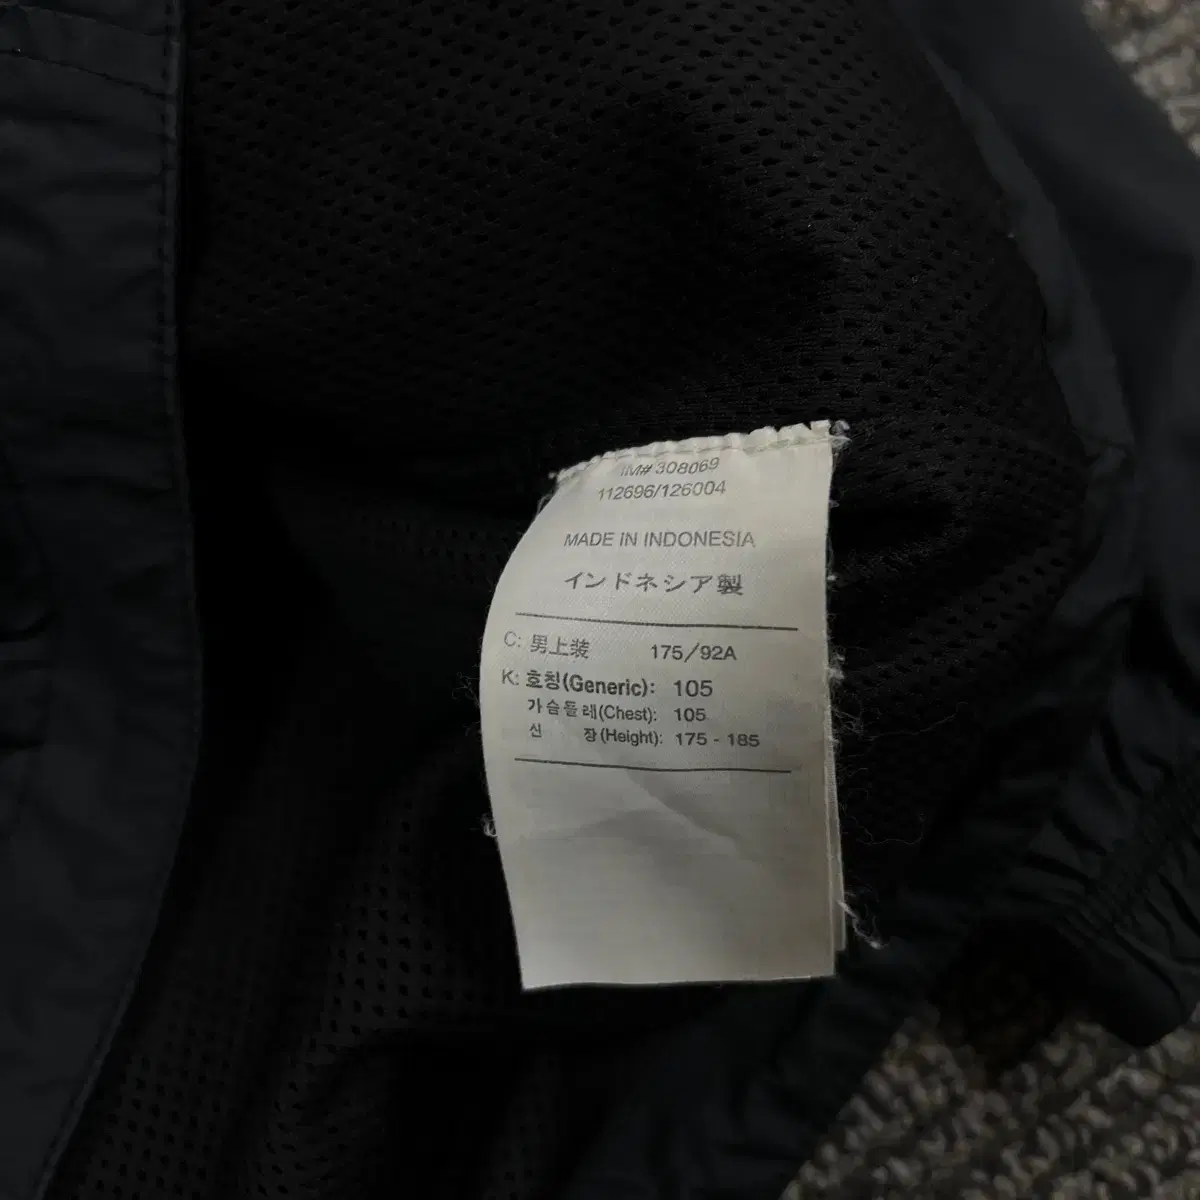 IM# 308069
112696/126004
MADE IN INDONESIA
インドネシア製
C: 男上装 175/92A
K: 호칭(Generic): 105
가슴둘레(Chest): 105
신 장(Height): 175 - 185